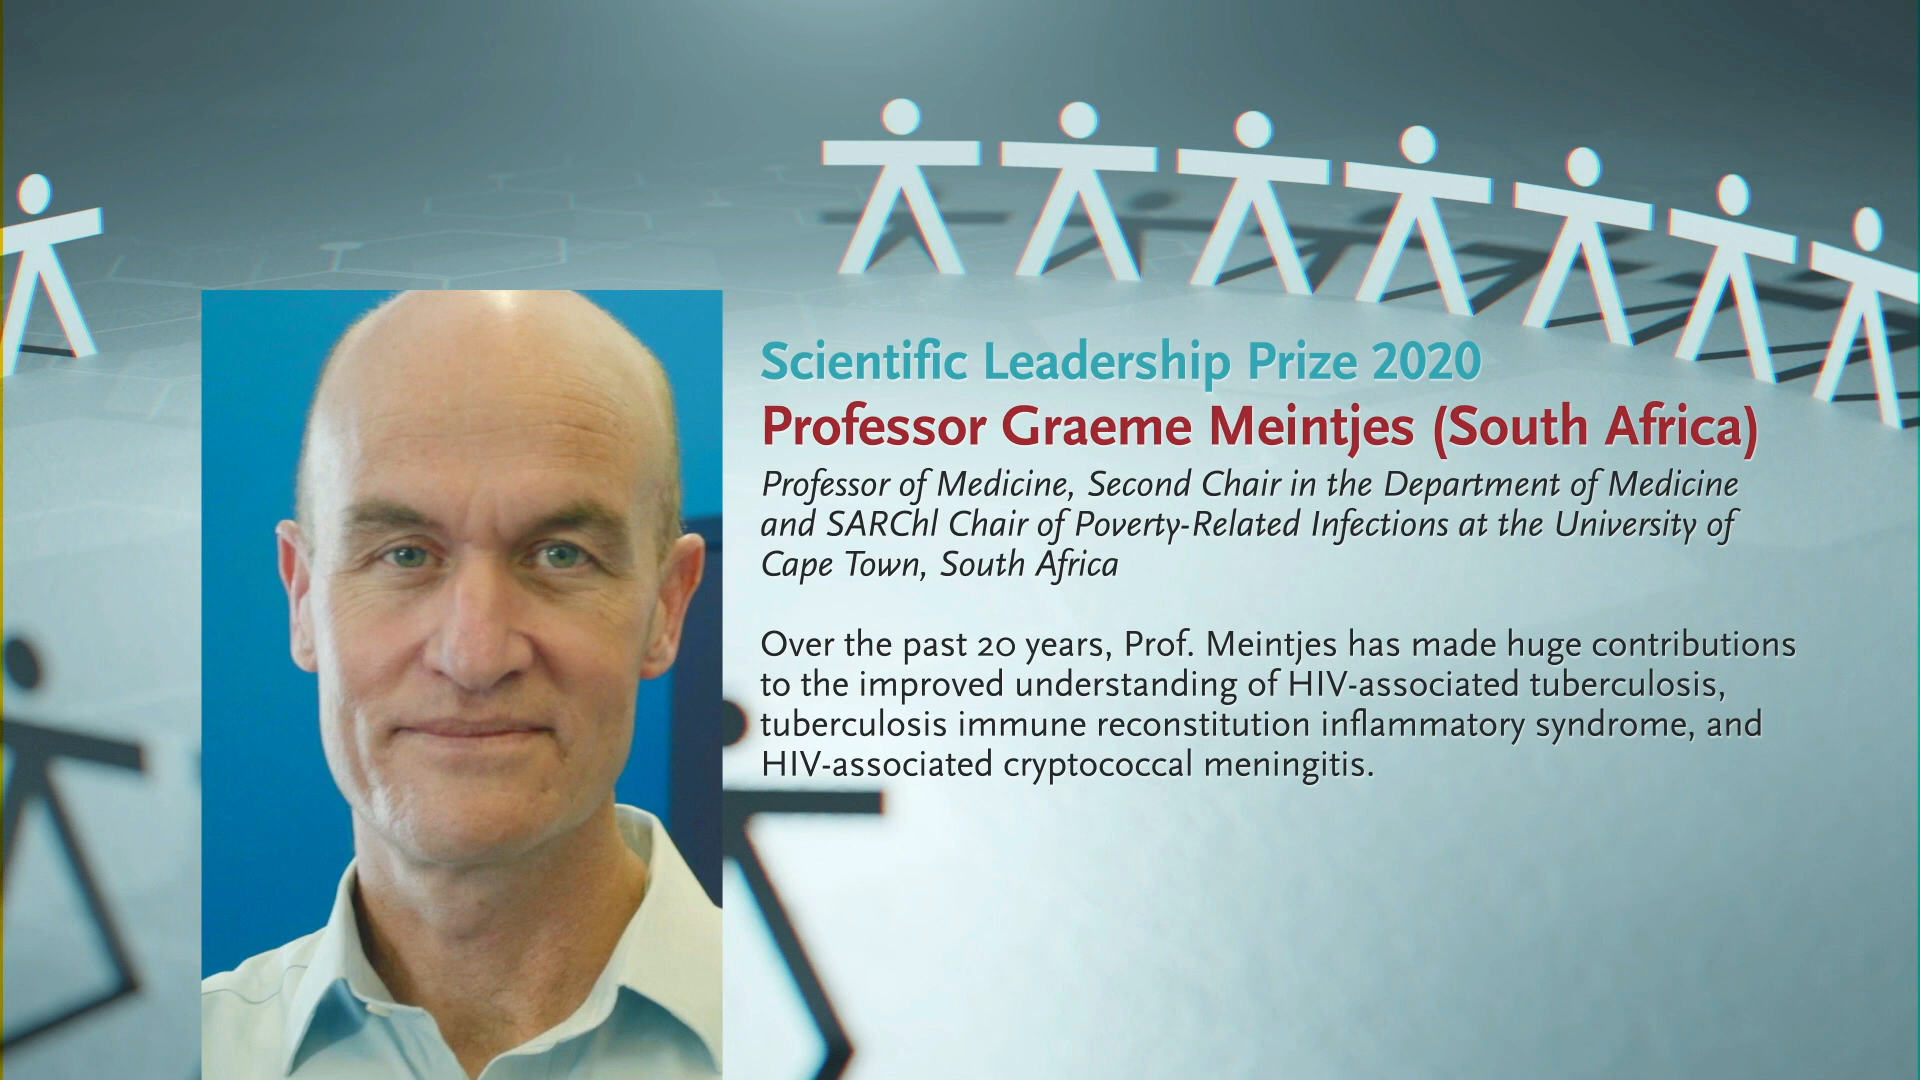 Scientific Leadership Prize 2020
Professor Graeme Meintjes (South Africa)
Professor of Medicine, Second Chair in the Department of Medicine
and SARChl Chair of Poverty-Related Infections at the University of
Cape Town, South Africa
Over the past 20 years, Prof. Meintjes has made huge contributions
to the improved understanding of HIV-associated tuberculosis,
tuberculosis immune reconstitution inflammatory syndrome, and
HIV-associated cryptococcal meningitis.